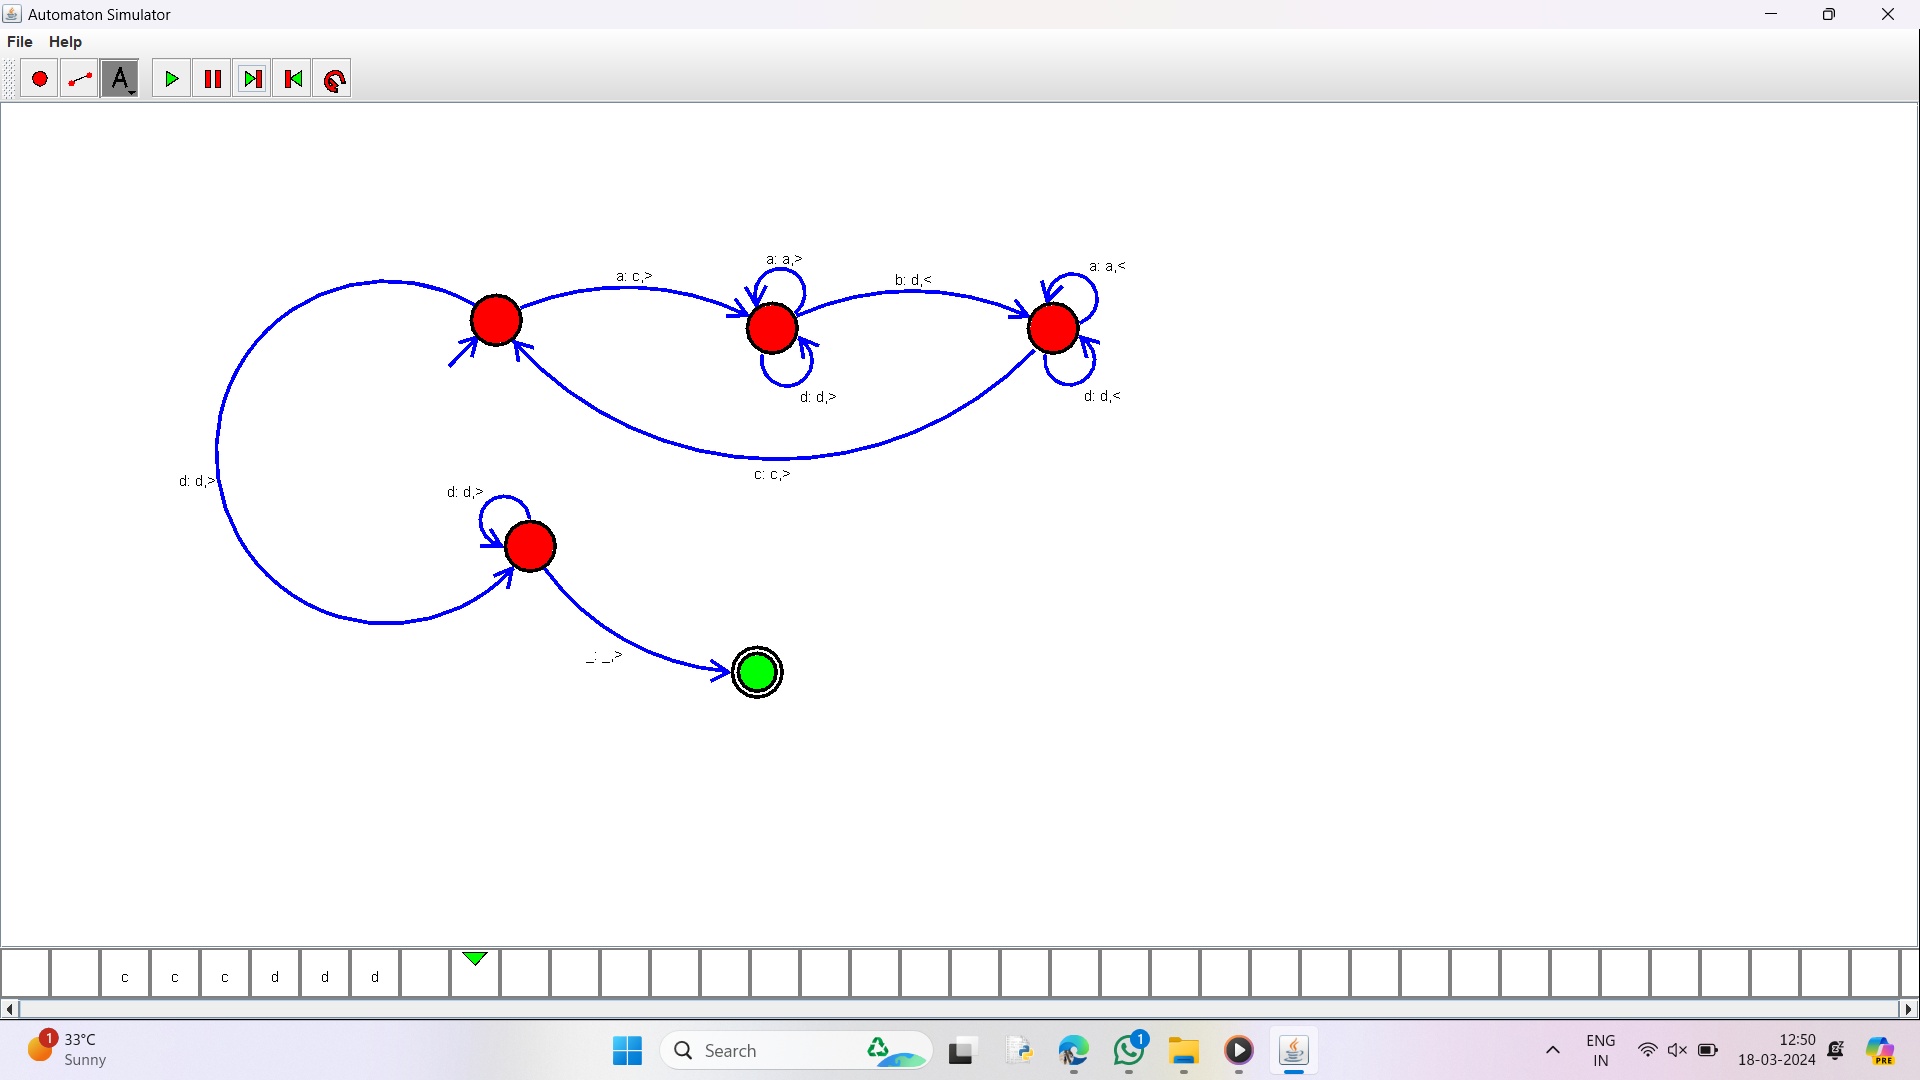 Automaton Simulator
File Help
A
a: a,>
a: c,>
b: d,<
a: a,<
d: d,>
d: d,<
c: c,>
d: d,>
d: d,>
_: _,>
c c c d d d
1
33°C
Sunny
Search
1
ENG
IN
12:50
18-03-2024
PRE